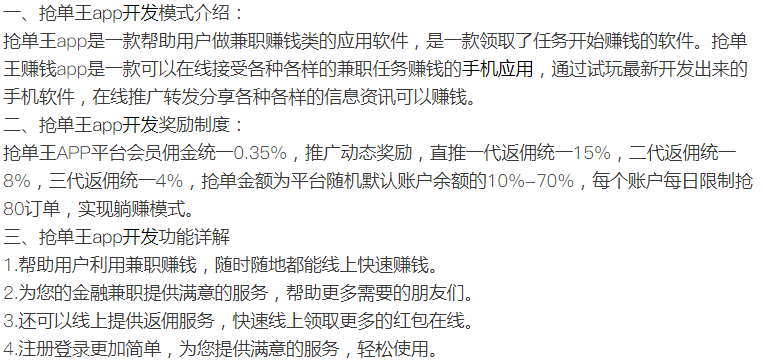 一、抢单王app开发模式介绍：
抢单王app是一款帮助用户做兼职赚钱类的应用软件，是一款领取了任务开始赚钱的软件。抢单
王赚钱app是一款可以在线接受各种各样的兼职任务赚钱的手机应用，通过试玩最新开发出来的
手机软件，在线推广转发分享各种各样的信息资讯可以赚钱。
二、抢单王app开发奖励制度：
抢单王APP平台会员佣金统一0.35%，推广动态奖励，直推一代返佣统一15%，二代返佣统一
8%，三代返佣统一4%，抢单金额为平台随机默认账户余额的10%-70%，每个账户每日限制抢
80订单，实现躺赚模式。
三、抢单王app开发功能详解
1.帮助用户利用兼职赚钱，随时随地都能线上快速赚钱。
2.为您的金融兼职提供满意的服务，帮助更多需要的朋友们。
3.还可以线上提供返佣服务，快速线上领取更多的红包在线。
4.注册登录更加简单，为您提供满意的服务，轻松使用。